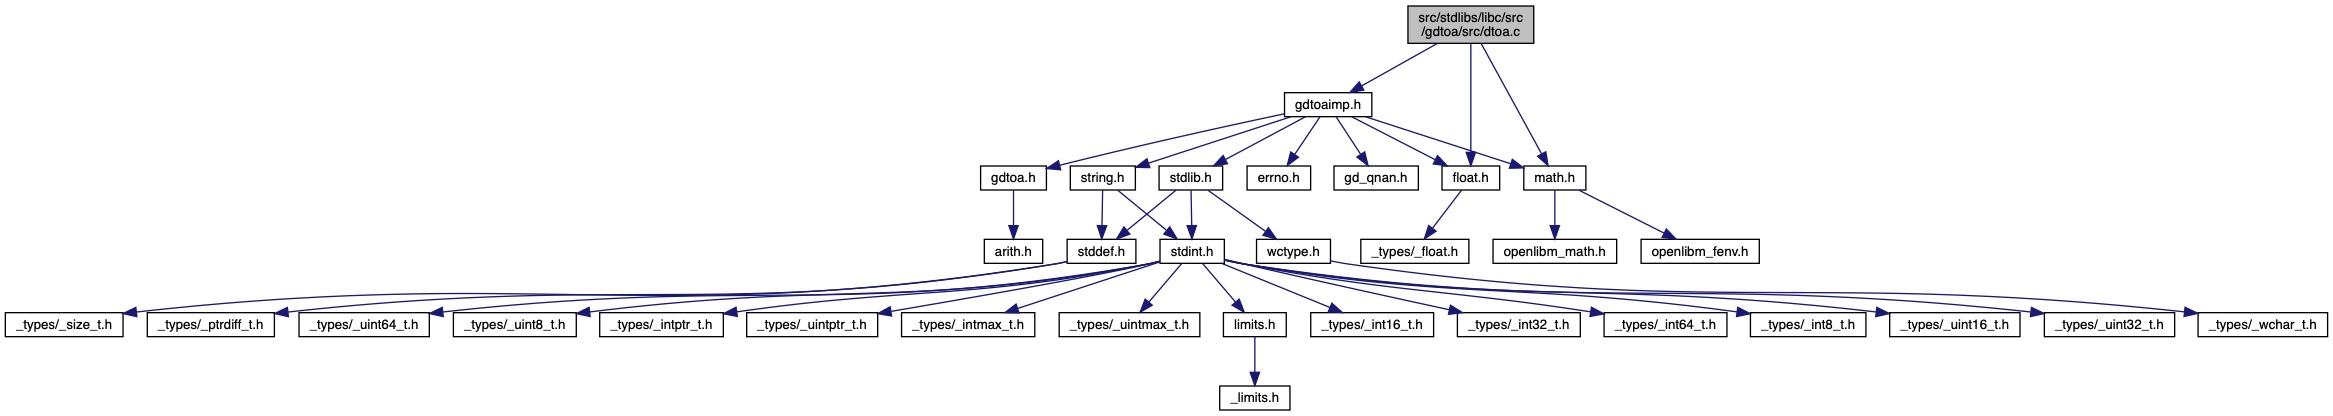 src/stdlibs/libc/src
/gdtoa/src/dtoa.c
gdtoaimp.h
gdtoa.h
string.h
stdlib.h
errno.h
gd_qnan.h
float.h
math.h
arith.h
stddef.h
stdint.h
wctype.h
_types/_float.h
openlibm_math.h
openlibm_fenv.h
_types/_size_t.h
_types/_ptrdiff_t.h
_types/_uint64_t.h
_types/_uint8_t.h
_types/_intptr_t.h
_types/_uintptr_t.h
_types/_intmax_t.h
_types/_uintmax_t.h
limits.h
_types/_int16_t.h
_types/_int32_t.h
_types/_int64_t.h
_types/_int8_t.h
_types/_uint16_t.h
_types/_uint32_t.h
_types/_wchar_t.h
_limits.h